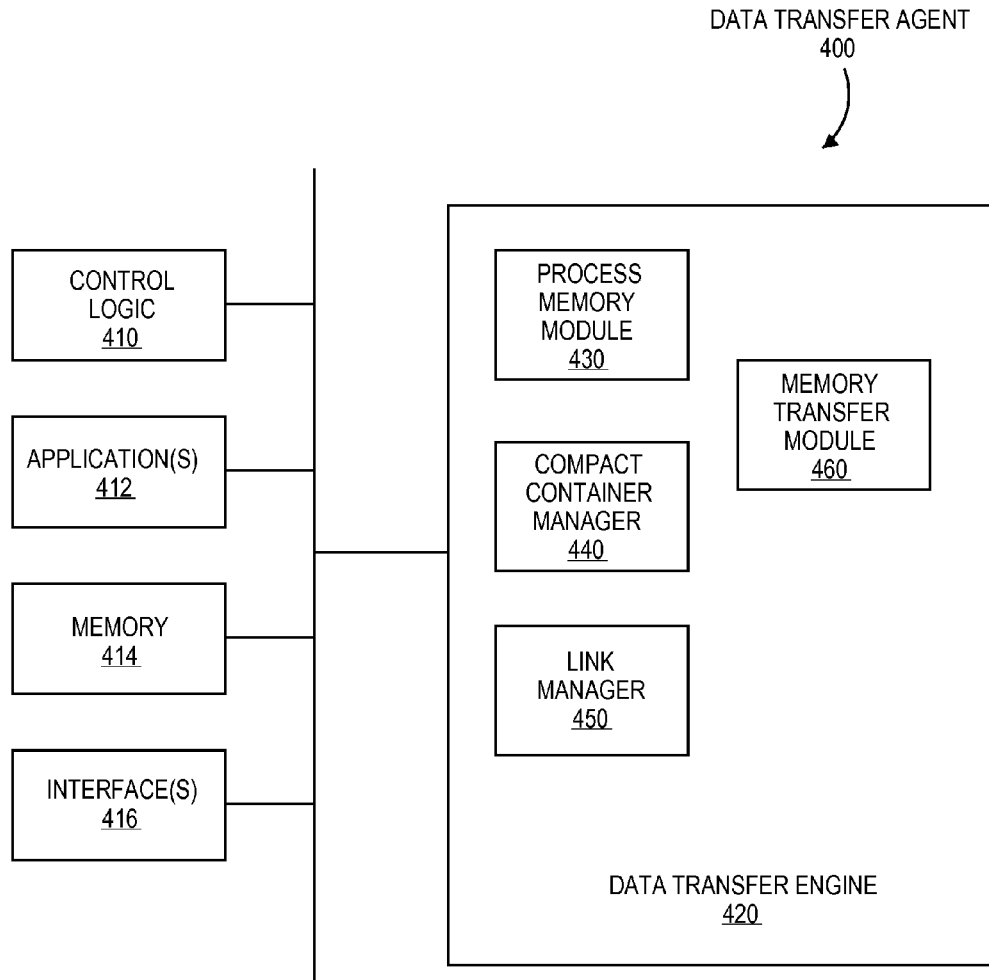 DATA TRANSFER AGENT
400
CONTROL
LOGIC
410
APPLICATION(S)
412
MEMORY
414
INTERFACE(S)
416
PROCESS
MEMORY
MODULE
430
COMPACT
CONTAINER
MANAGER
440
LINK
MANAGER
450
MEMORY
TRANSFER
MODULE
460
DATA TRANSFER ENGINE
420